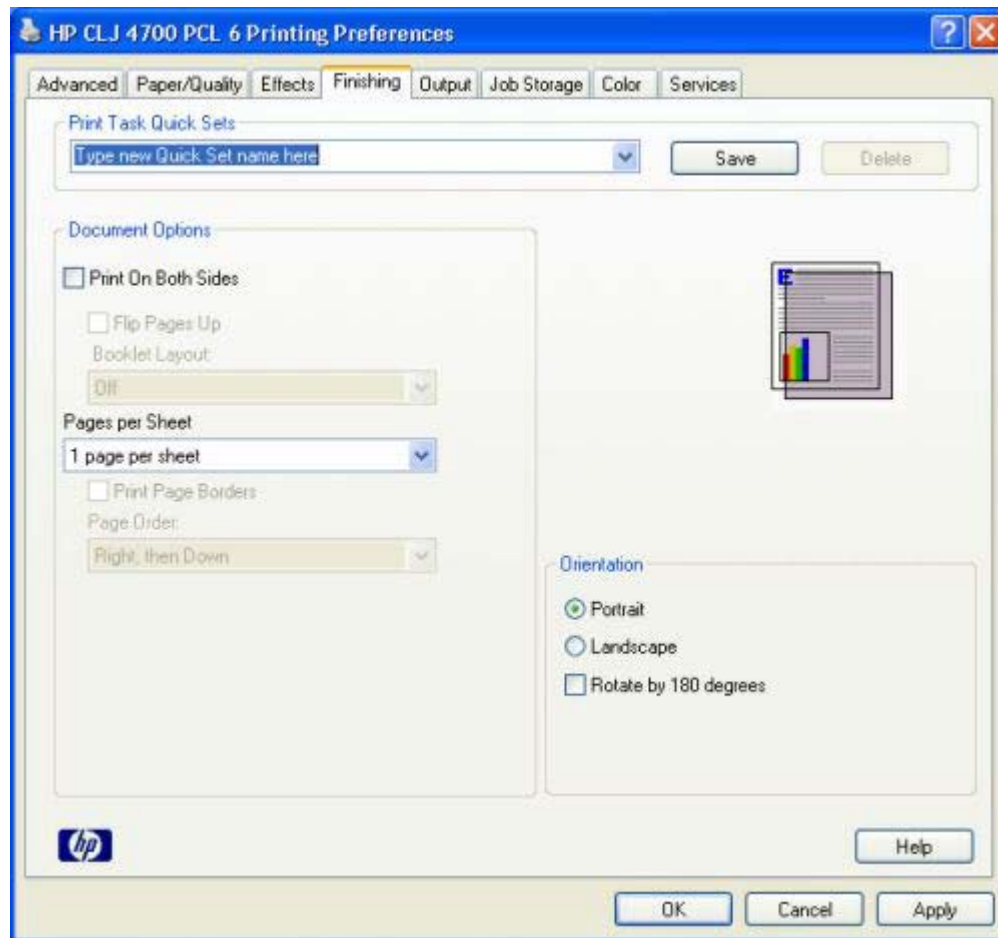 HP CLJ 4700 PCL 6 Printing Preferences
Advanced Paper/Quality Effects Finishing Output Job Storage Color Services
Print Task Quick Sets
Type new Quick Set name here Save Delete
Document Options
Print On Both Sides
Flip Pages Up
Booklet Layout:
Off
Pages per Sheet
1 page per sheet
Print Page Borders
Page Order:
Right, then Down
E
Orientation
Portrait
Landscape
Rotate by 180 degrees
hp Help
OK Cancel Apply